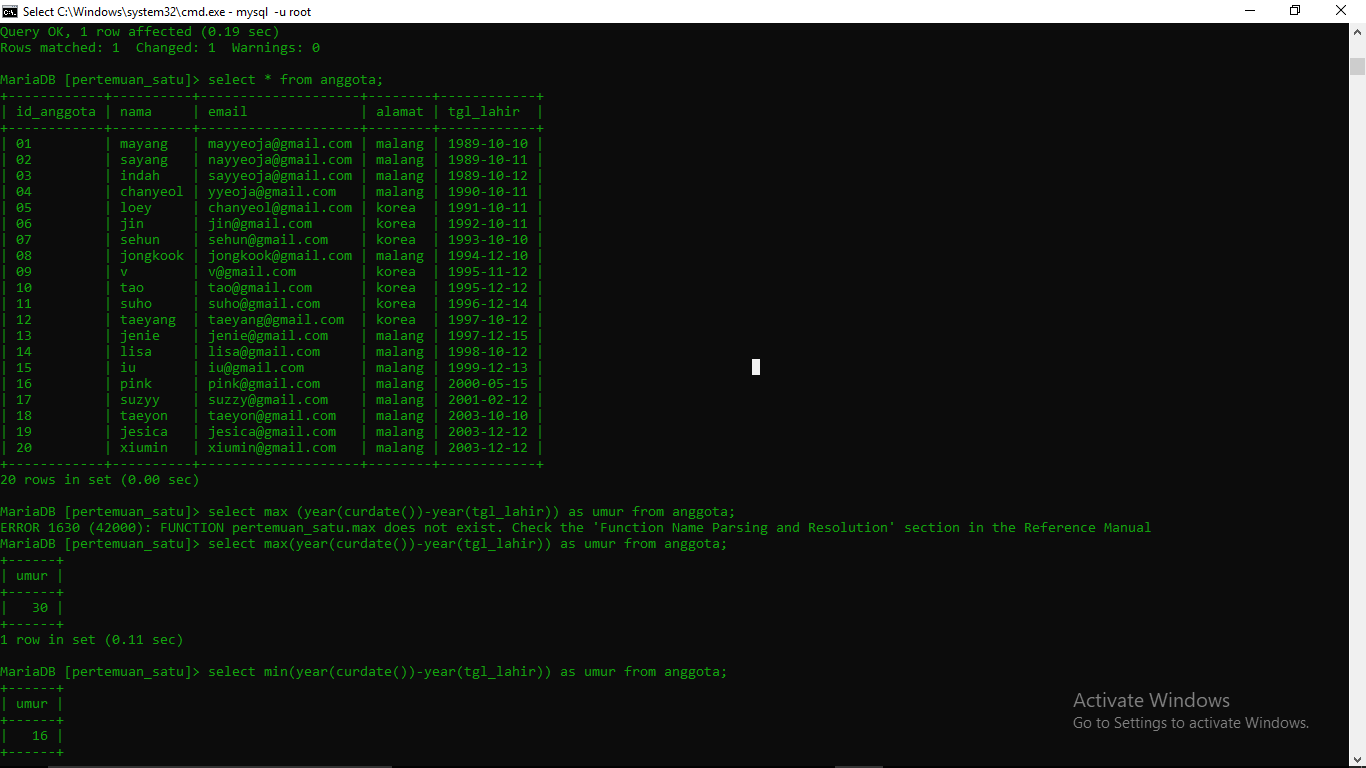 Select C:\Windows\system32\cmd.exe - mysql  -u root
Query OK, 1 row affected (0.19 sec)
Rows matched: 1  Changed: 1  Warnings: 0
MariaDB [pertemuan_satu]> select * from anggota;
+------------+----------+--------------------+--------+------------+
| id_anggota | nama     | email              | alamat | tgl_lahir  |
+------------+----------+--------------------+--------+------------+
| 01         | mayang   | mayyeoja@gmail.com | malang | 1989-10-10 |
| 02         | sayang   | nayyeoja@gmail.com | malang | 1989-10-11 |
| 03         | indah    | sayyeoja@gmail.com | malang | 1989-10-12 |
| 04         | chanyeol | yyeoja@gmail.com   | malang | 1990-10-11 |
| 05         | loey     | chanyeol@gmail.com | korea  | 1991-10-11 |
| 06         | jin      | jin@gmail.com      | korea  | 1992-10-11 |
| 07         | sehun    | sehun@gmail.com    | korea  | 1993-10-10 |
| 08         | jongkook | jongkook@gmail.com | malang | 1994-12-10 |
| 09         | v        | v@gmail.com        | korea  | 1995-11-12 |
| 10         | tao      | tao@gmail.com      | korea  | 1995-12-12 |
| 11         | suho     | suho@gmail.com     | korea  | 1996-12-14 |
| 12         | taeyang  | taeyang@gmail.com  | korea  | 1997-10-12 |
| 13         | jenie    | jenie@gmail.com    | malang | 1997-12-15 |
| 14         | lisa     | lisa@gmail.com     | malang | 1998-10-12 |
| 15         | iu       | iu@gmail.com       | malang | 1999-12-13 |
| 16         | pink     | pink@gmail.com     | malang | 2000-05-15 |
| 17         | suzyy    | suzzy@gmail.com    | malang | 2001-02-12 |
| 18         | taeyon   | taeyon@gmail.com   | malang | 2003-10-10 |
| 19         | jesica   | jesica@gmail.com   | malang | 2003-12-12 |
| 20         | xiumin   | xiumin@gmail.com   | malang | 2003-12-12 |
+------------+----------+--------------------+--------+------------+
20 rows in set (0.00 sec)
MariaDB [pertemuan_satu]> select max (year(curdate())-year(tgl_lahir)) as umur from anggota;
ERROR 1630 (42000): FUNCTION pertemuan_satu.max does not exist. Check the 'Function Name Parsing and Resolution' section in the Reference Manual
MariaDB [pertemuan_satu]> select max(year(curdate())-year(tgl_lahir)) as umur from anggota;
+------+
| umur |
+------+
|   30 |
+------+
1 row in set (0.11 sec)
MariaDB [pertemuan_satu]> select min(year(curdate())-year(tgl_lahir)) as umur from anggota;
+------+
| umur |
+------+
|   16 |
+------+
Activate Windows
Go to Settings to activate Windows.